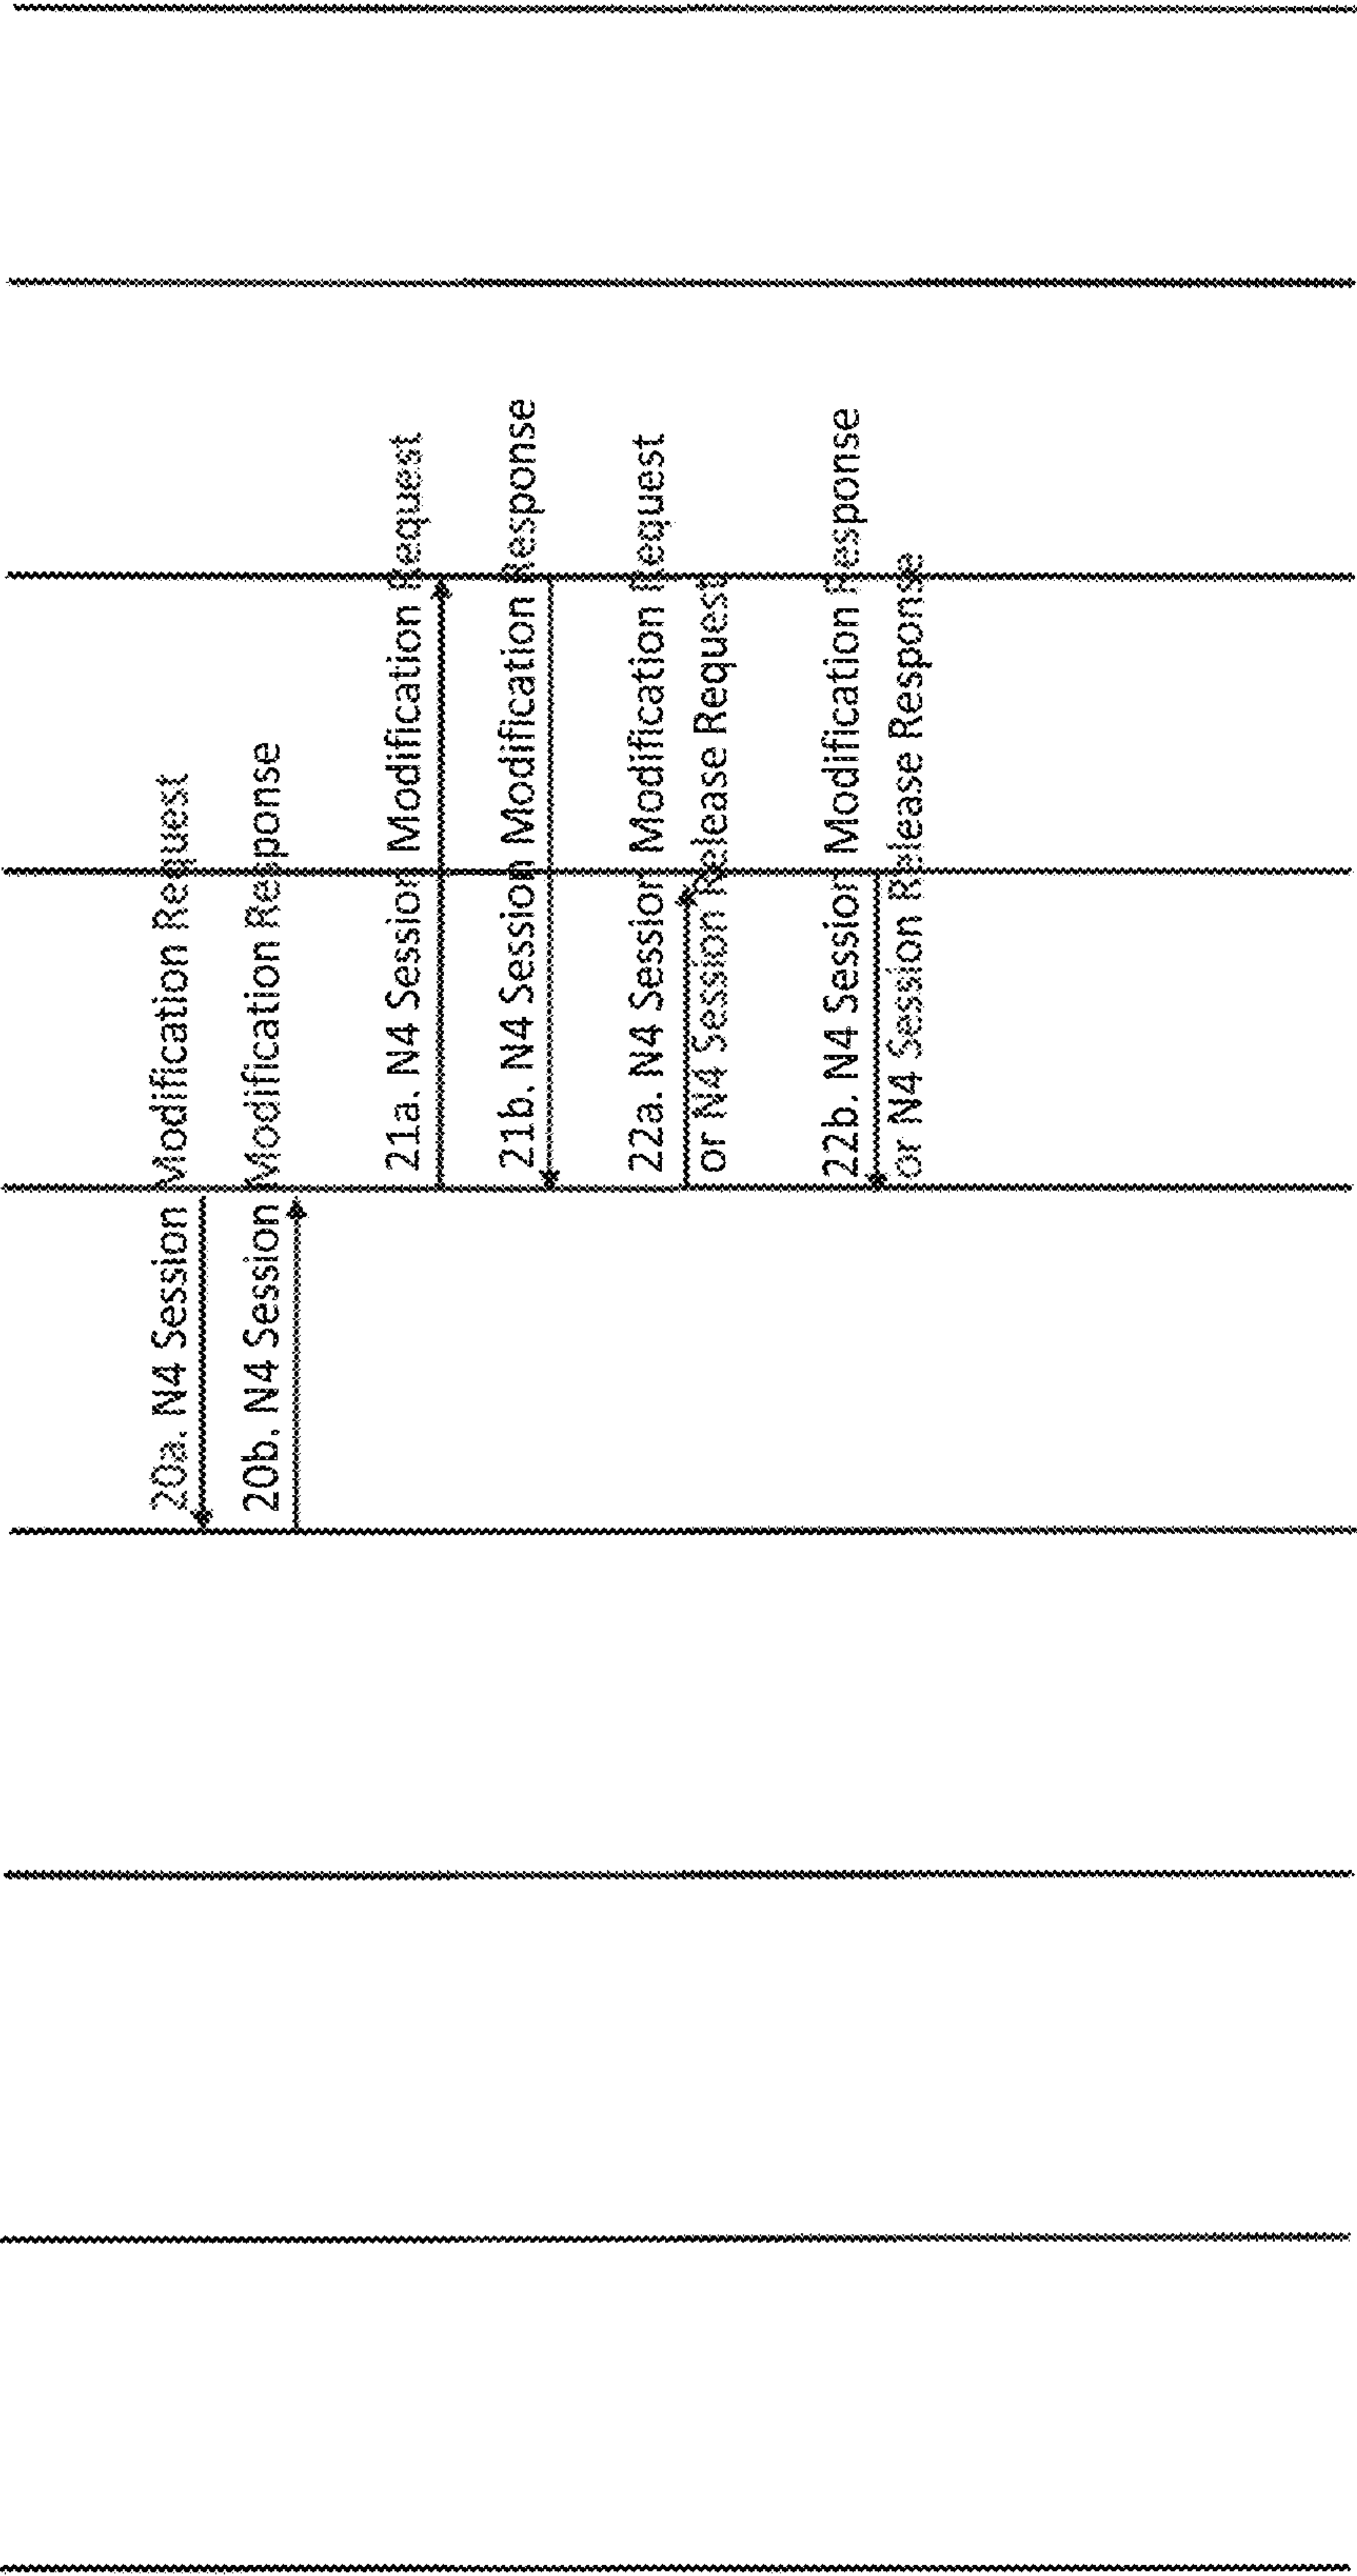 20a. N4 Session Modification Request
20b. N4 Session Modification Response
21a. N4 Session Modification Request
21b. N4 Session Modification Response
22a. N4 Session Modification Request
or N4 Session Release Request
22b. N4 Session Modification Response
or N4 Session Release Response